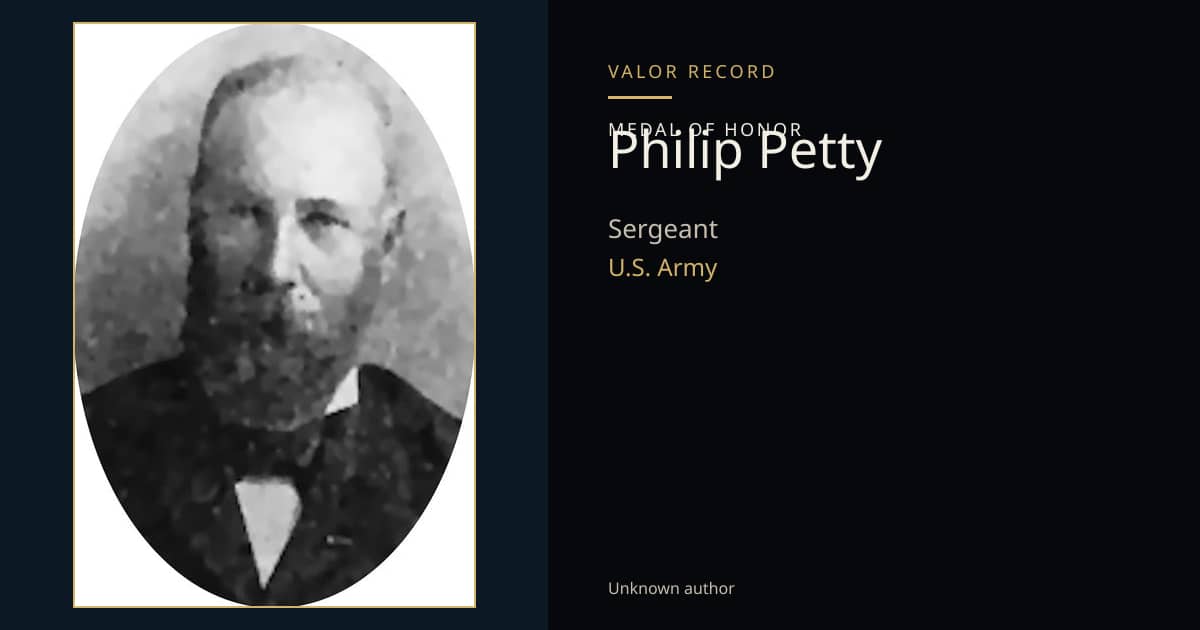 VALOR RECORD
MEDAL OF HONOR
Philip Petty
Sergeant
U.S. Army
Unknown author